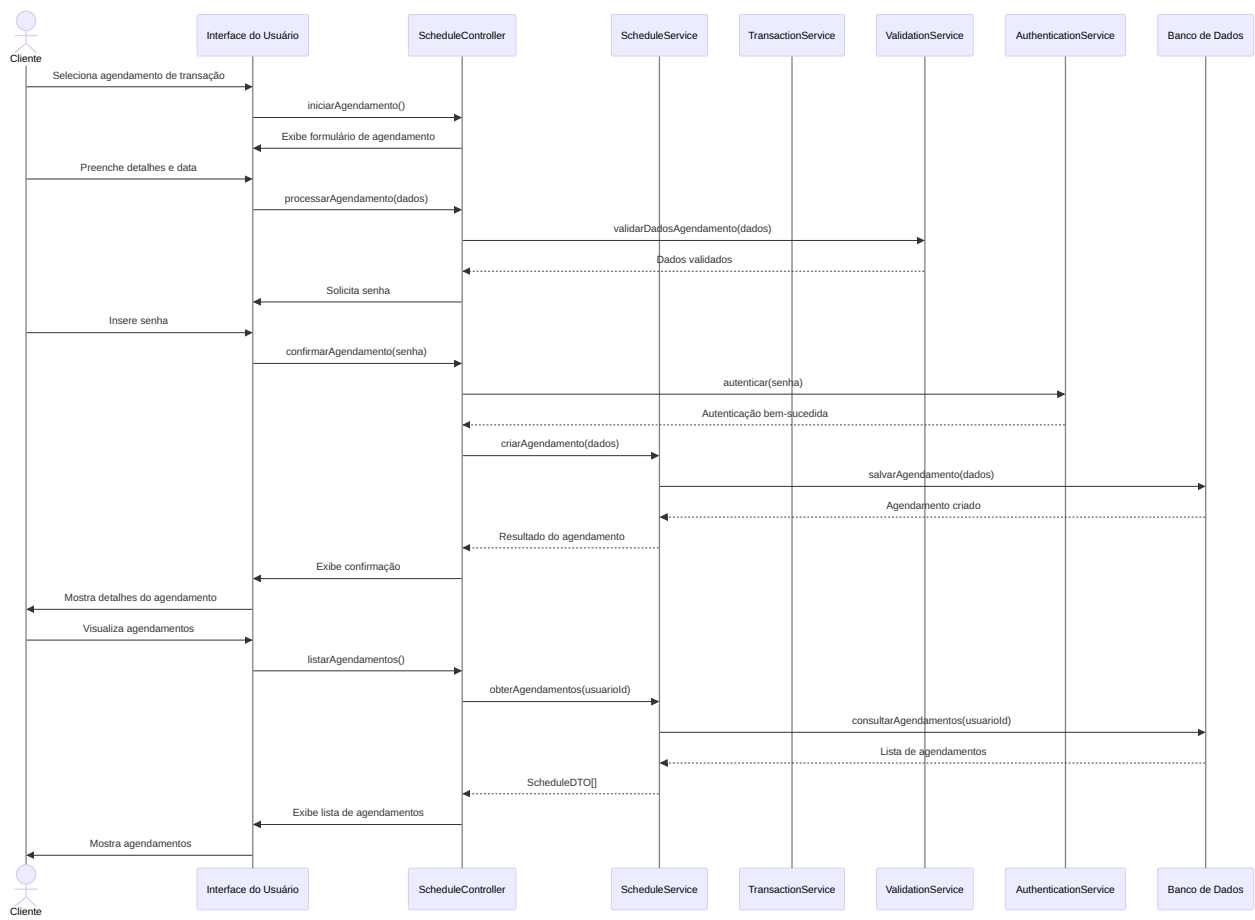 Cliente
Interface do Usuário
ScheduleController
ScheduleService
TransactionService
ValidationService
AuthenticationService
Banco de Dados
Seleciona agendamento de transação
iniciarAgendamento()
Exibe formulário de agendamento
Preenche detalhes e data
processarAgendamento(dados)
validarDadosAgendamento(dados)
Dados validados
Solicita senha
Insere senha
confirmarAgendamento(senha)
autenticar(senha)
Autenticação bem-sucedida
criarAgendamento(dados)
salvarAgendamento(dados)
Agendamento criado
Resultado do agendamento
Exibe confirmação
Mostra detalhes do agendamento
Visualiza agendamentos
listarAgendamentos()
obterAgendamentos(usuarioId)
consultarAgendamentos(usuarioId)
Lista de agendamentos
ScheduleDTO[]
Exibe lista de agendamentos
Mostra agendamentos
Cliente
Interface do Usuário
ScheduleController
ScheduleService
TransactionService
ValidationService
AuthenticationService
Banco de Dados